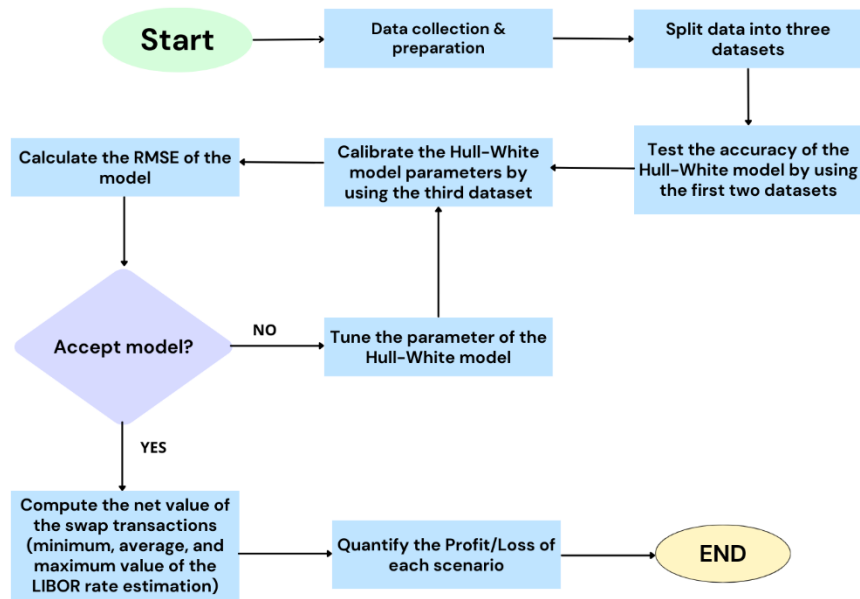 Start
Data collection &
preparation
Split data into three
datasets
Test the accuracy of the
Hull-White model by using
the first two datasets
Calibrate the Hull-White
model parameters by
using the third dataset
Calculate the RMSE of the
model
Accept model?
NO
Tune the parameter of the
Hull-White model
YES
Compute the net value of
the swap transactions
(minimum, average, and
maximum value of the
LIBOR rate estimation)
Quantify the Profit/Loss of
each scenario
END